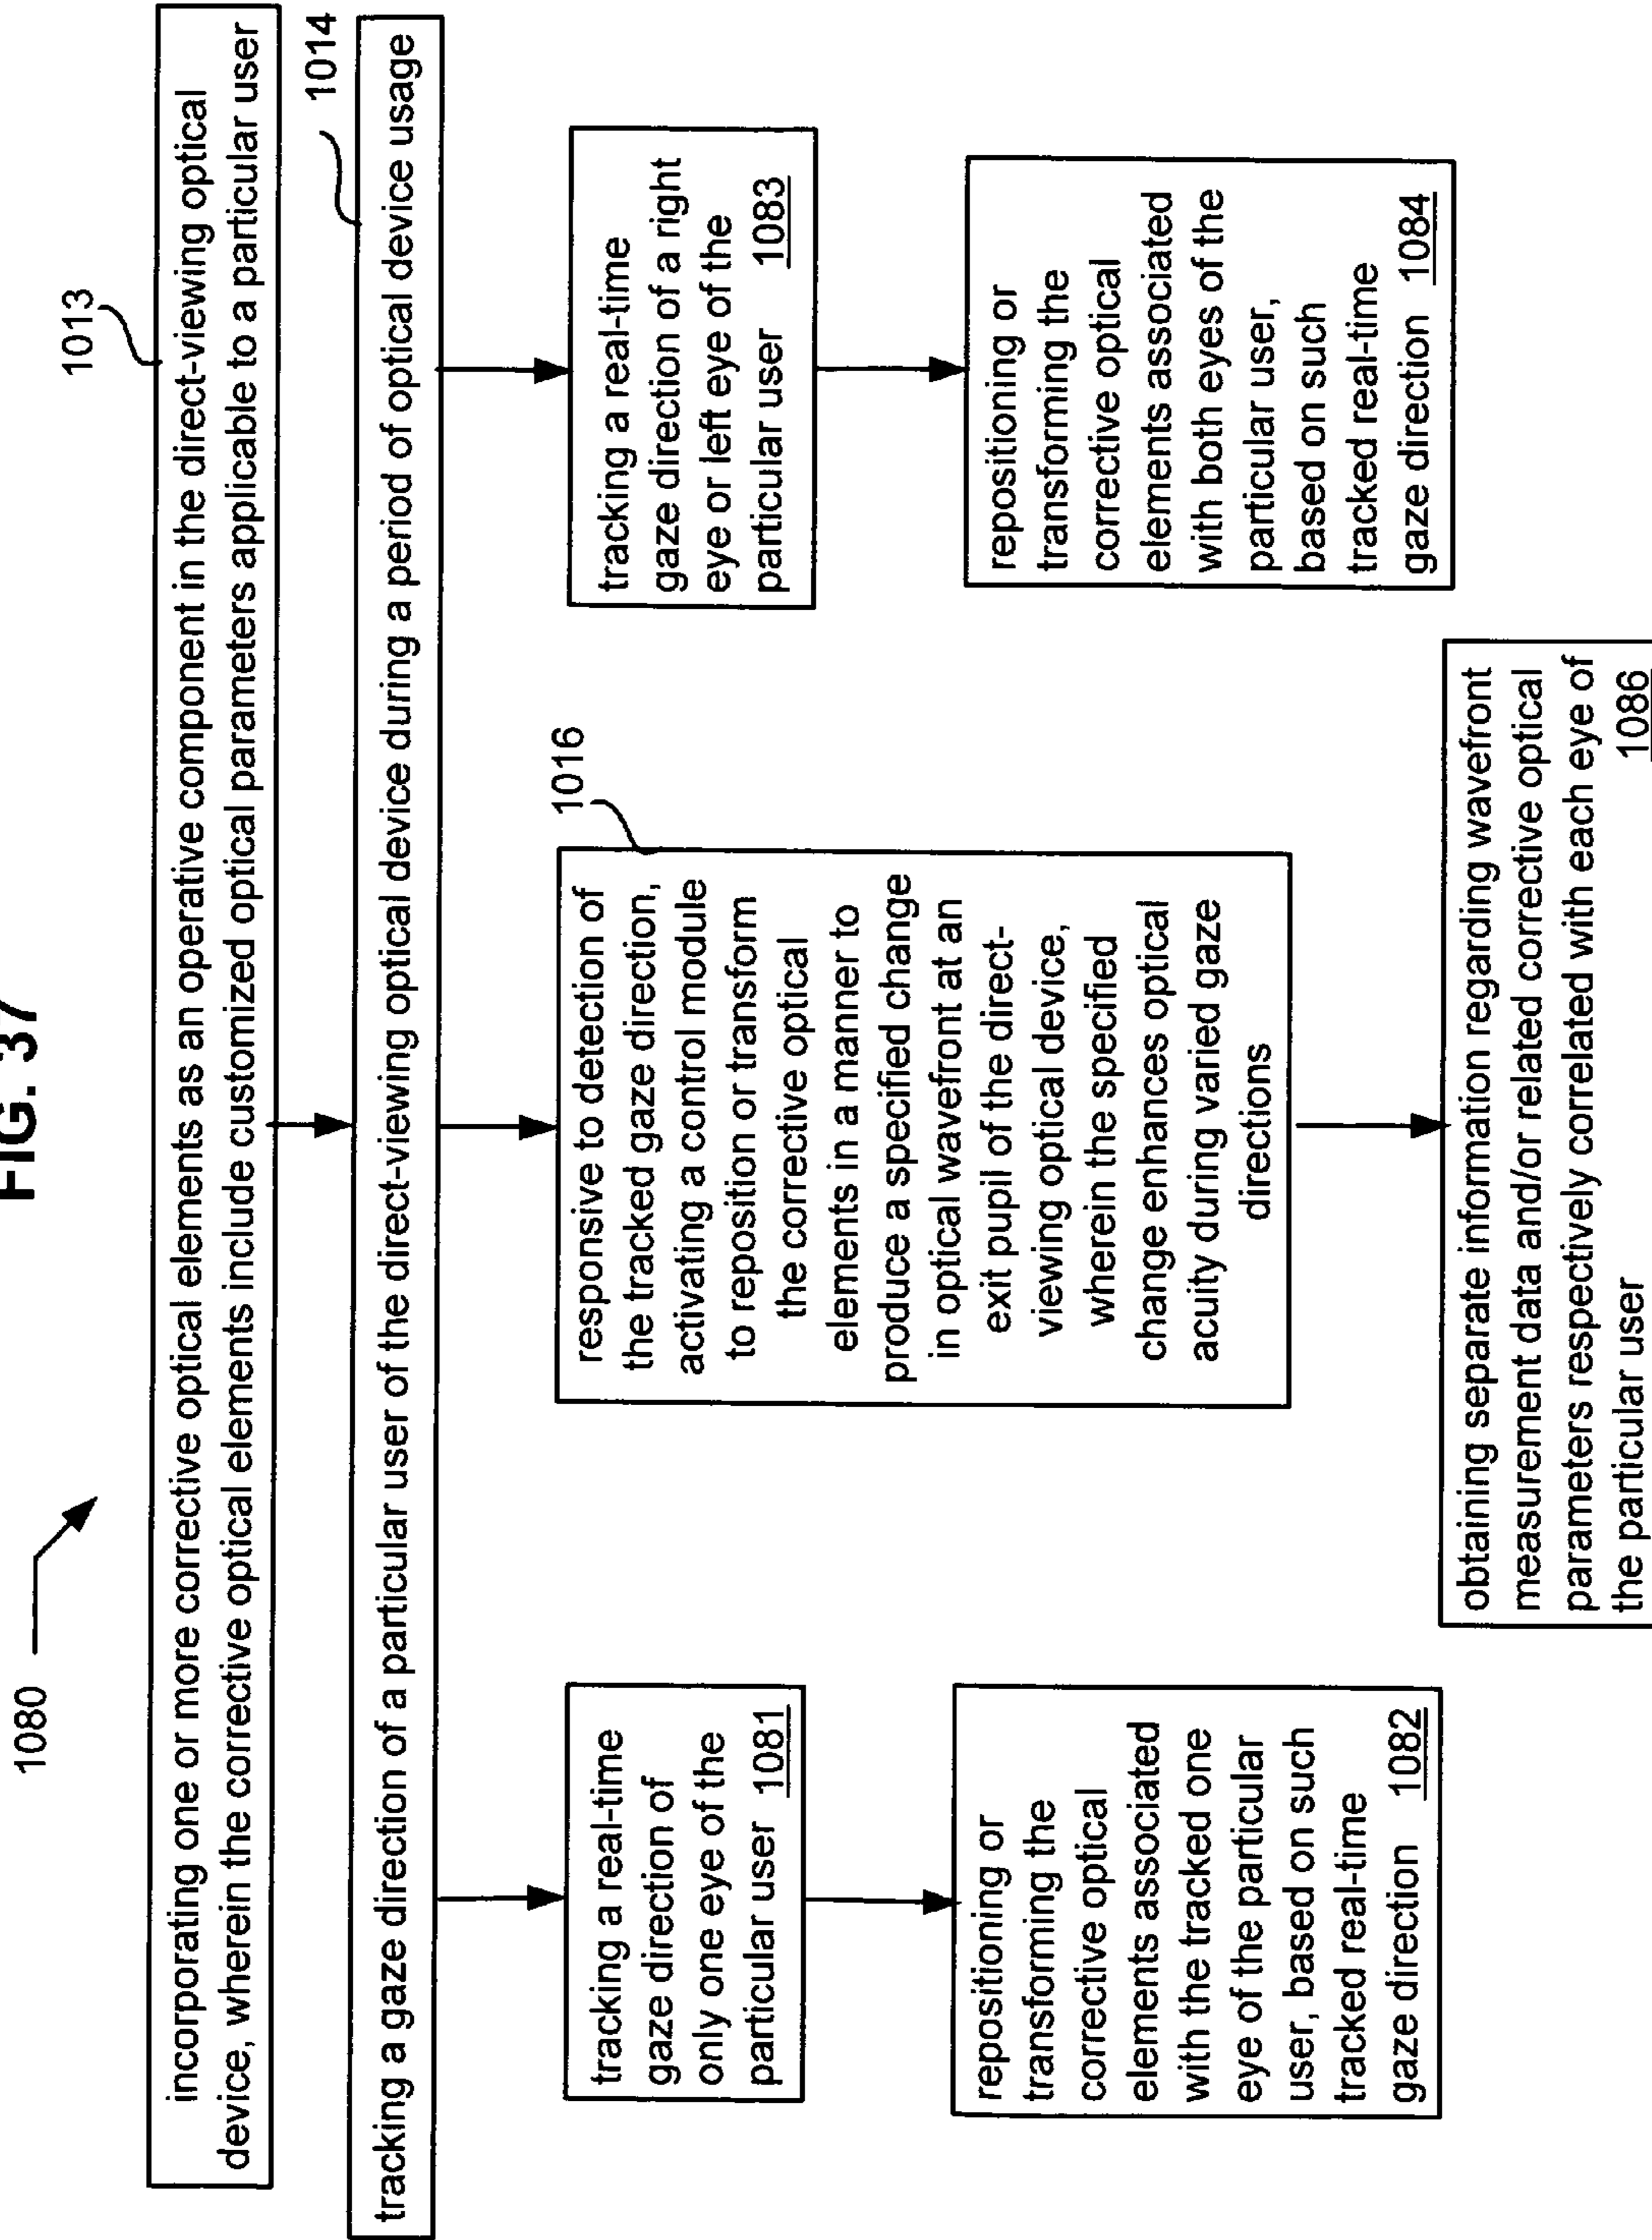 FIG. 37
1080
1013
incorporating one or more corrective optical elements as an operative component in the direct-viewing optical
device, wherein the corrective optical elements include customized optical parameters applicable to a particular user
1014
tracking a gaze direction of a particular user of the direct-viewing optical device during a period of optical device usage
tracking a real-time
gaze direction of
only one eye of the
particular user 1081
repositioning or
transforming the
corrective optical
elements associated
with the tracked one
eye of the particular
user, based on such
tracked real-time
gaze direction 1082
1016
responsive to detection of
the tracked gaze direction,
activating a control module
to reposition or transform
the corrective optical
elements in a manner to
produce a specified change
in optical wavefront at an
exit pupil of the direct-
viewing optical device,
wherein the specified
change enhances optical
acuity during varied gaze
directions
tracking a real-time
gaze direction of a right
eye or left eye of the
particular user 1083
repositioning or
transforming the
corrective optical
elements associated
with both eyes of the
particular user,
based on such
tracked real-time
gaze direction 1084
obtaining separate information regarding wavefront
measurement data and/or related corrective optical
parameters respectively correlated with each eye of
the particular user 1086